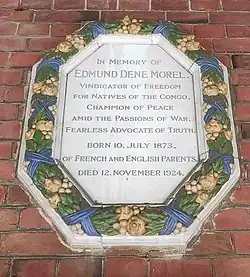 In Memory of
Edmund Dene Morel,
Vindicator of Freedom
for Natives of the Congo,
Champion of Peace
amid the Passions of War,
Fearless Advocate of Truth.
Born 10. July 1873,
of French and English Parents.
Died 12. November 1924.